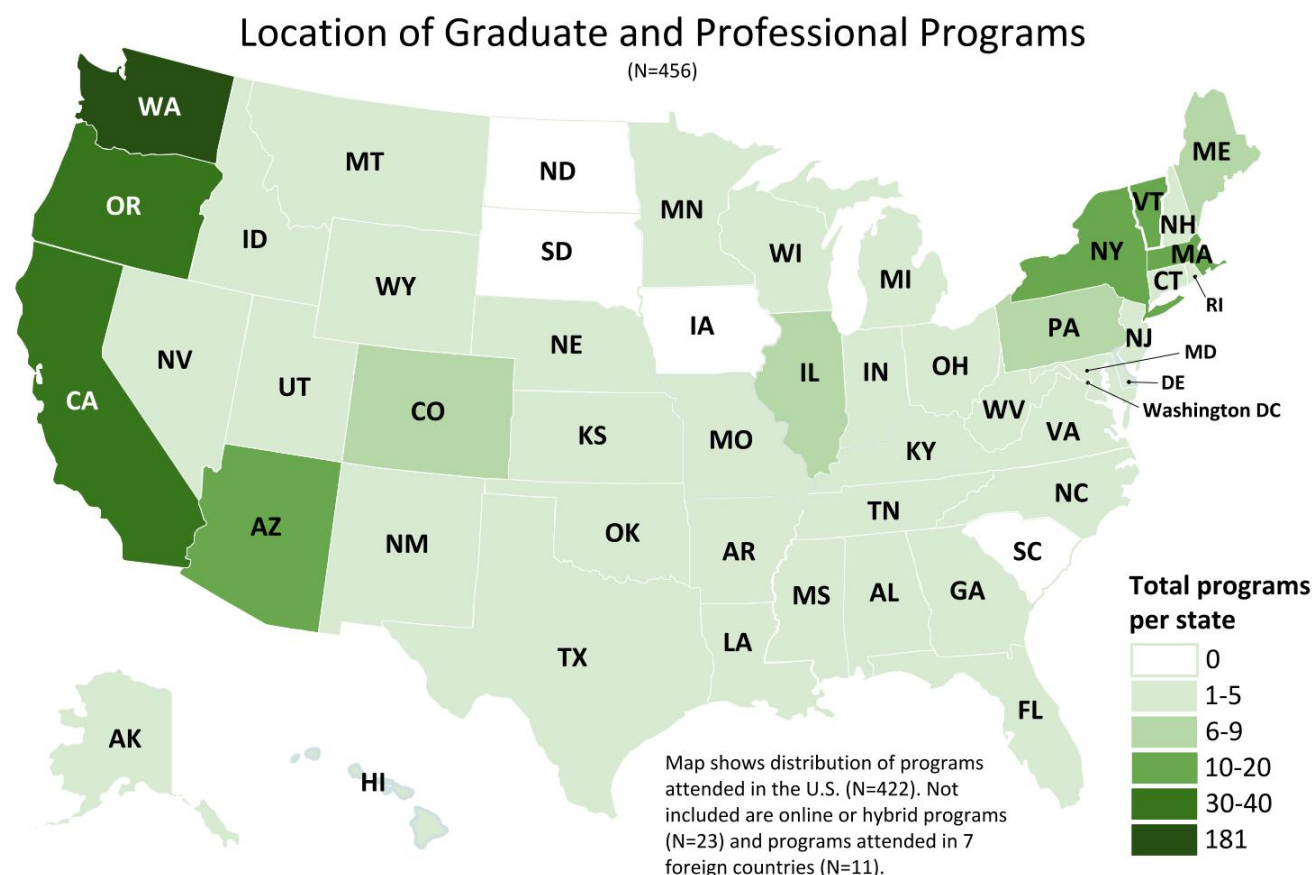 Location of Graduate and Professional Programs
(N=456)
WA
MT
ND
ME
OR
MN
VT
NH
ID
SD
WI
NY
MA
WY
MI
CT
RI
IA
PA
NV
NE
NJ
MD
UT
IL
IN
OH
DE
CA
CO
WV
Washington DC
KS
MO
VA
KY
AZ
NC
NM
OK
TN
AR
SC
MS
AL
GA
TX
LA
FL
AK
HI
Total programs
per state
0
1-5
6-9
10-20
30-40
181
Map shows distribution of programs
attended in the U.S. (N=422). Not
included are online or hybrid programs
(N=23) and programs attended in 7
foreign countries (N=11).